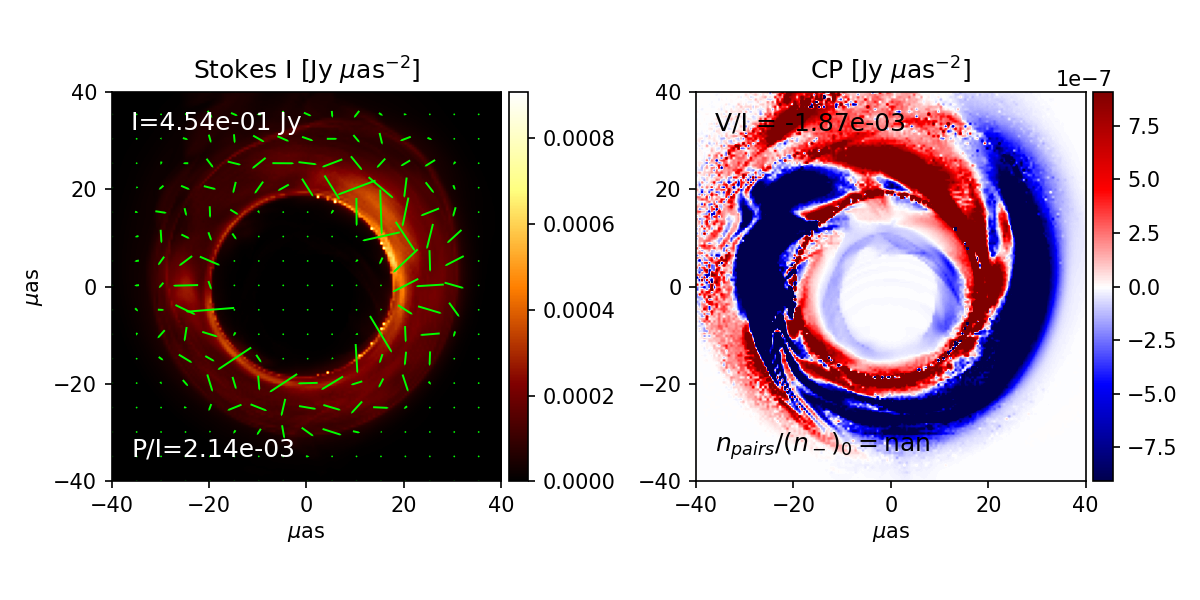 Stokes I [Jy μas⁻²]
I=4.54e-01 Jy
P/I=2.14e-03
40
20
0
−20
−40
μas
−40 −20 0 20 40
μas
0.0008
0.0006
0.0004
0.0002
0.0000
CP [Jy μas⁻²]
1e-7
V/I = -1.87e-03
n_pairs/(n_−)_0 = nan
40
20
0
−20
−40
−40 −20 0 20 40
μas
7.5
5.0
2.5
0.0
−2.5
−5.0
−7.5